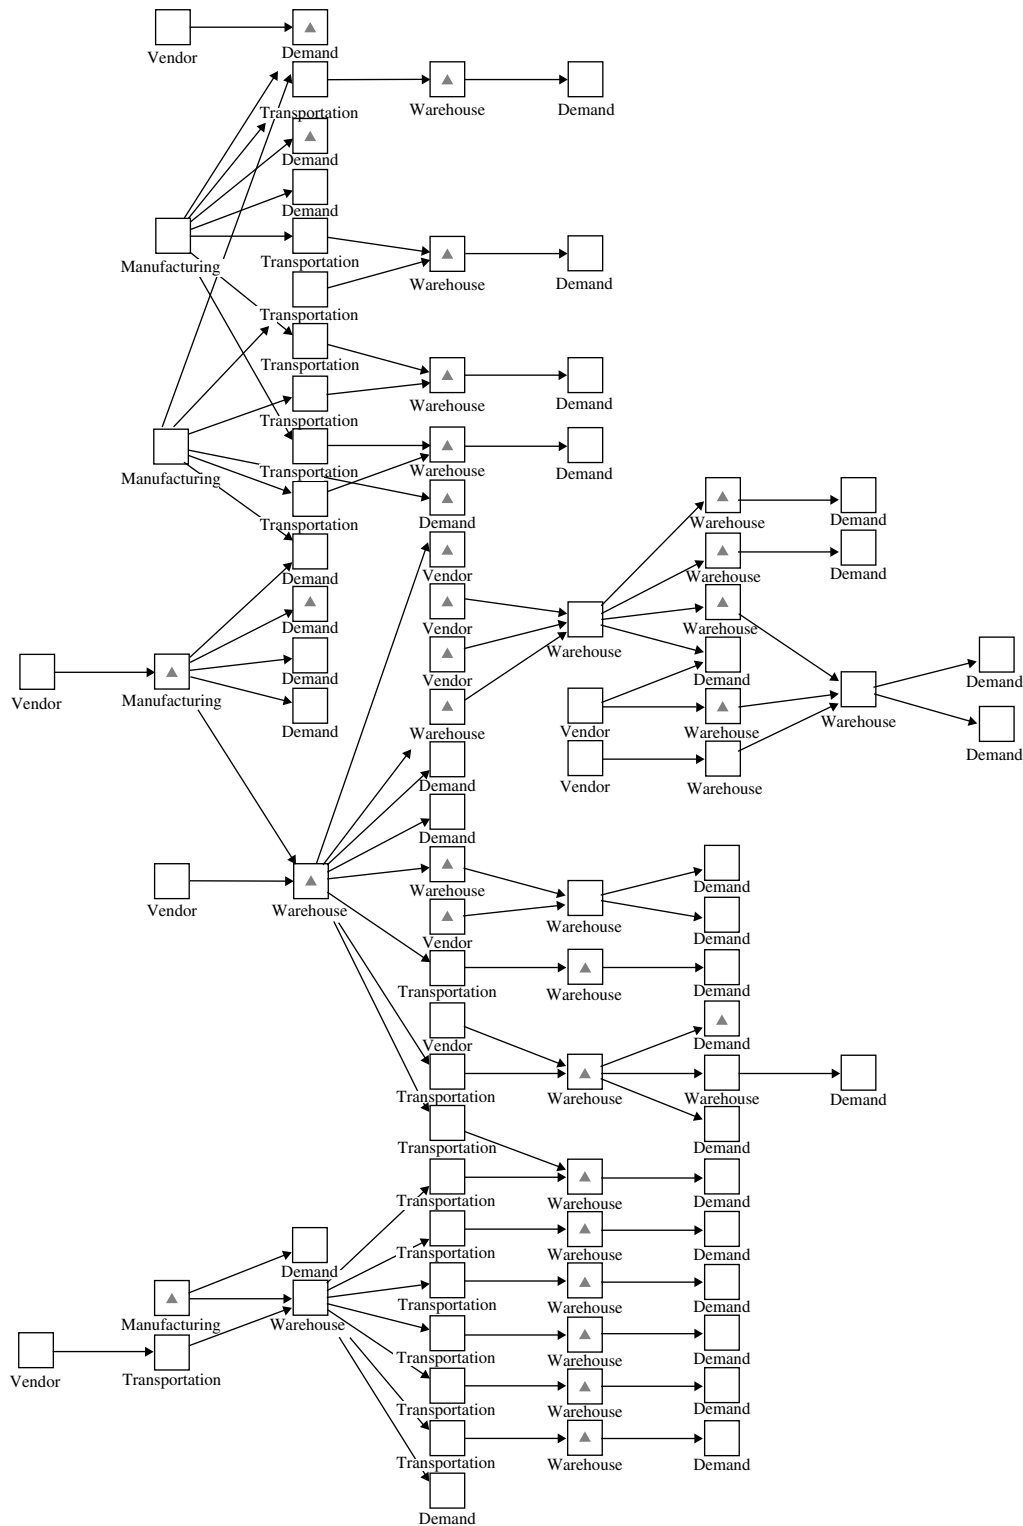 Vendor
Demand
Transportation
Warehouse
Demand
Demand
Demand
Manufacturing
Transportation
Warehouse
Demand
Transportation
Transportation
Warehouse
Demand
Transportation
Manufacturing
Transportation
Warehouse
Demand
Transportation
Demand
Warehouse
Demand
Demand
Vendor
Warehouse
Demand
Demand
Vendor
Warehouse
Warehouse
Vendor
Manufacturing
Demand
Vendor
Demand
Demand
Demand
Warehouse
Vendor
Warehouse
Warehouse
Demand
Demand
Vendor
Warehouse
Demand
Vendor
Warehouse
Warehouse
Demand
Warehouse
Demand
Vendor
Demand
Transportation
Warehouse
Demand
Vendor
Demand
Transportation
Warehouse
Warehouse
Demand
Transportation
Demand
Transportation
Warehouse
Demand
Transportation
Warehouse
Demand
Demand
Transportation
Warehouse
Demand
Manufacturing
Warehouse
Transportation
Warehouse
Demand
Vendor
Transportation
Transportation
Warehouse
Demand
Transportation
Warehouse
Demand
Demand